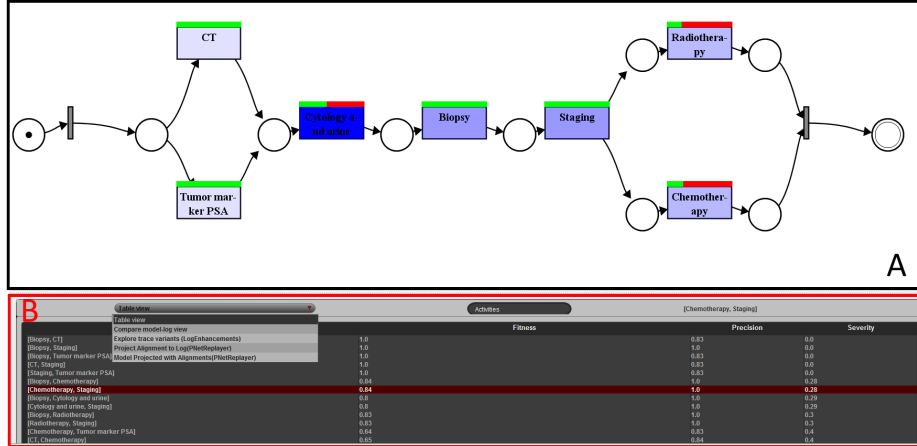 CT
Radiothera-
py
Cytology a-
nd urine
Biopsy
Staging
Tumor mar-
ker PSA
Chemother-
apy
A
B
Table view
Activities
[Chemotherapy, Staging]
Table view
Compare model-log view
Explore trace variants (LogEnhancements)
Project Alignment to Log(PNetReplayer)
Model Projected with Alignments(PNetReplayer)
Fitness Precision Severity
[Biopsy, CT] 1.0 0.83 0.0
[Biopsy, Staging] 1.0 0.83 0.0
[Biopsy, Tumor marker PSA] 1.0 0.83 0.0
[CT, Staging] 1.0 0.83 0.0
[Staging, Tumor marker PSA] 1.0 0.83 0.0
[Biopsy, Chemotherapy] 0.84 1.0 0.28
[Chemotherapy, Staging] 0.84 1.0 0.28
[Biopsy, Cytology and urine] 0.8 1.0 0.29
[Cytology and urine, Staging] 0.8 1.0 0.29
[Biopsy, Radiotherapy] 0.83 1.0 0.3
[Radiotherapy, Staging] 0.83 1.0 0.3
[Chemotherapy, Tumor marker PSA] 0.64 0.83 0.4
[CT, Chemotherapy] 0.65 0.84 0.4